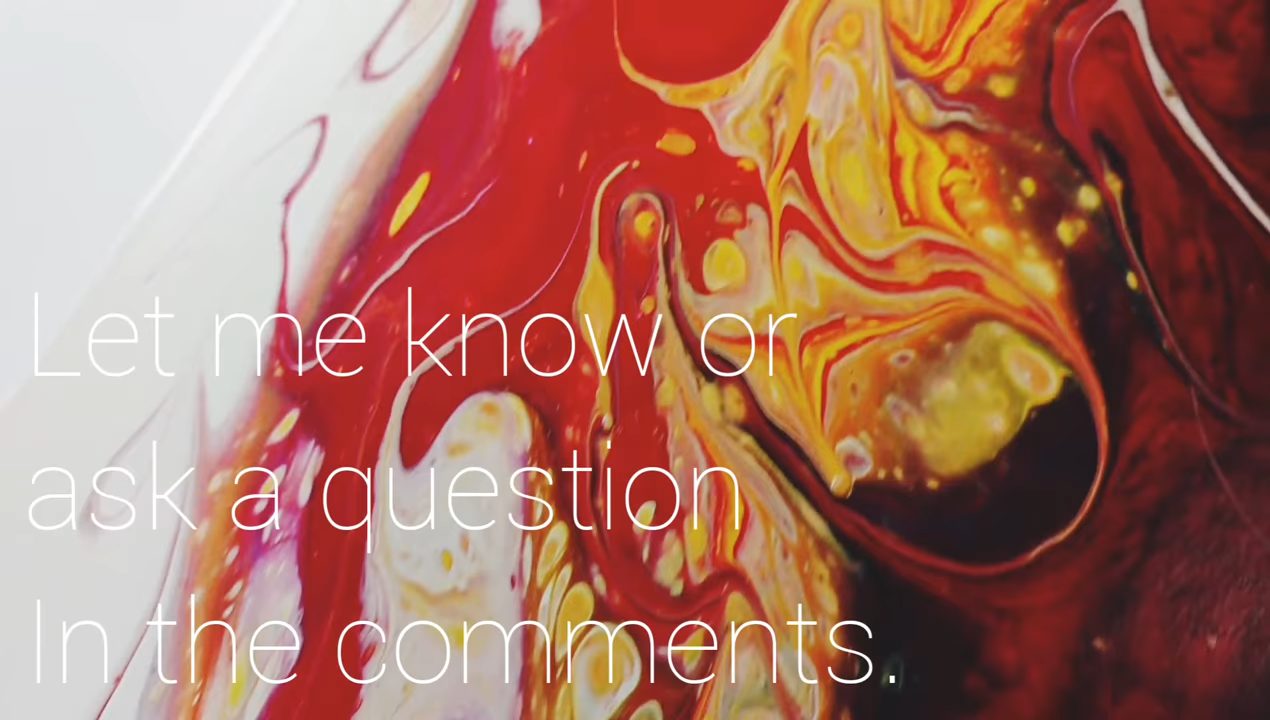 Let me know or
ask a question
In the comments.